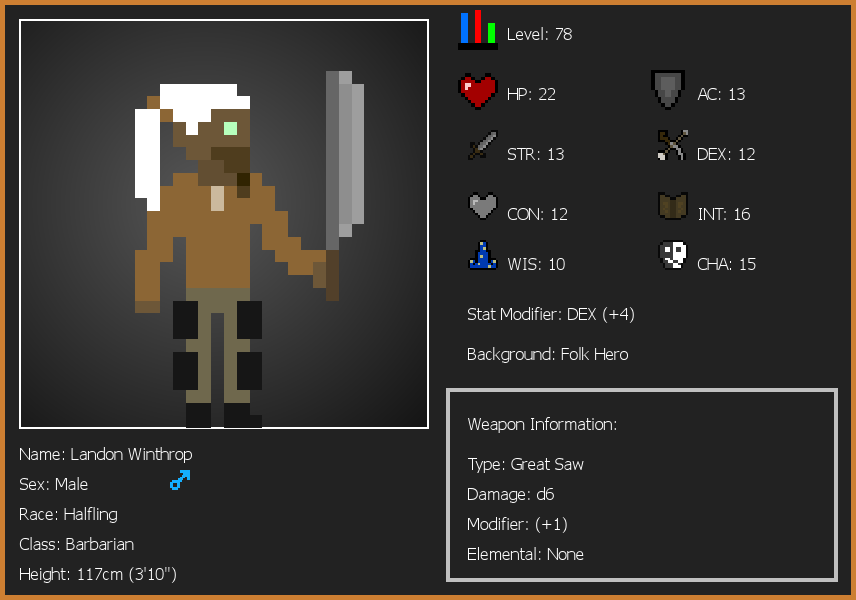 Level: 78
HP: 22
AC: 13
STR: 13
DEX: 12
CON: 12
INT: 16
WIS: 10
CHA: 15
Stat Modifier: DEX (+4)
Background: Folk Hero
Weapon Information:
Type: Great Saw
Damage: d6
Modifier: (+1)
Elemental: None
Name: Landon Winthrop
Sex: Male
Race: Halfling
Class: Barbarian
Height: 117cm (3'10")